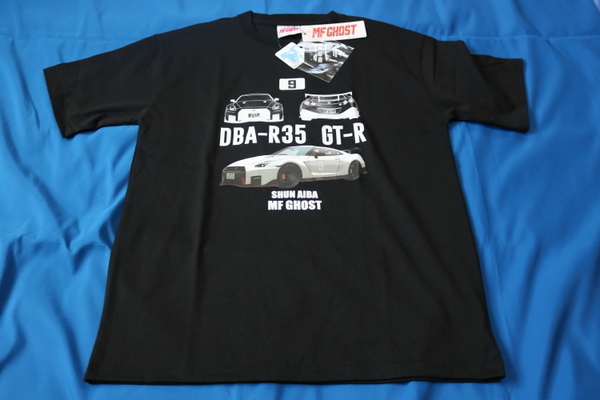 MF GHOST
9
DBA-R35 GT-R
SHUN AIBA
MF GHOST